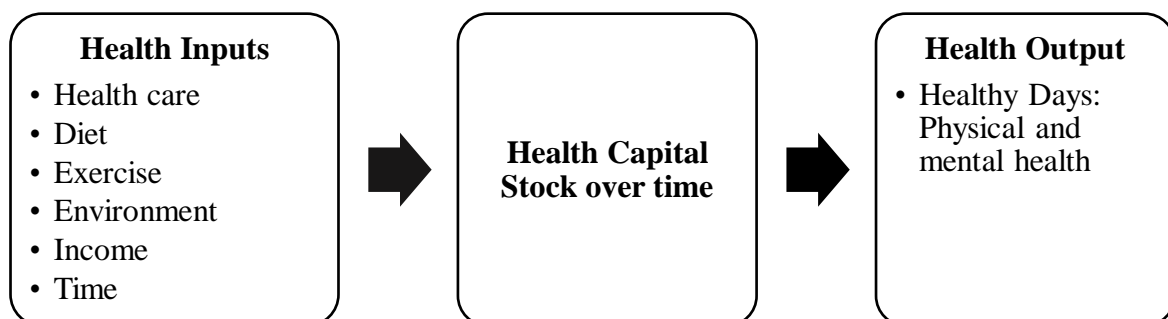 Health Inputs
• Health care
• Diet
• Exercise
• Environment
• Income
• Time
Health Capital
Stock over time
Health Output
• Healthy Days:
Physical and
mental health